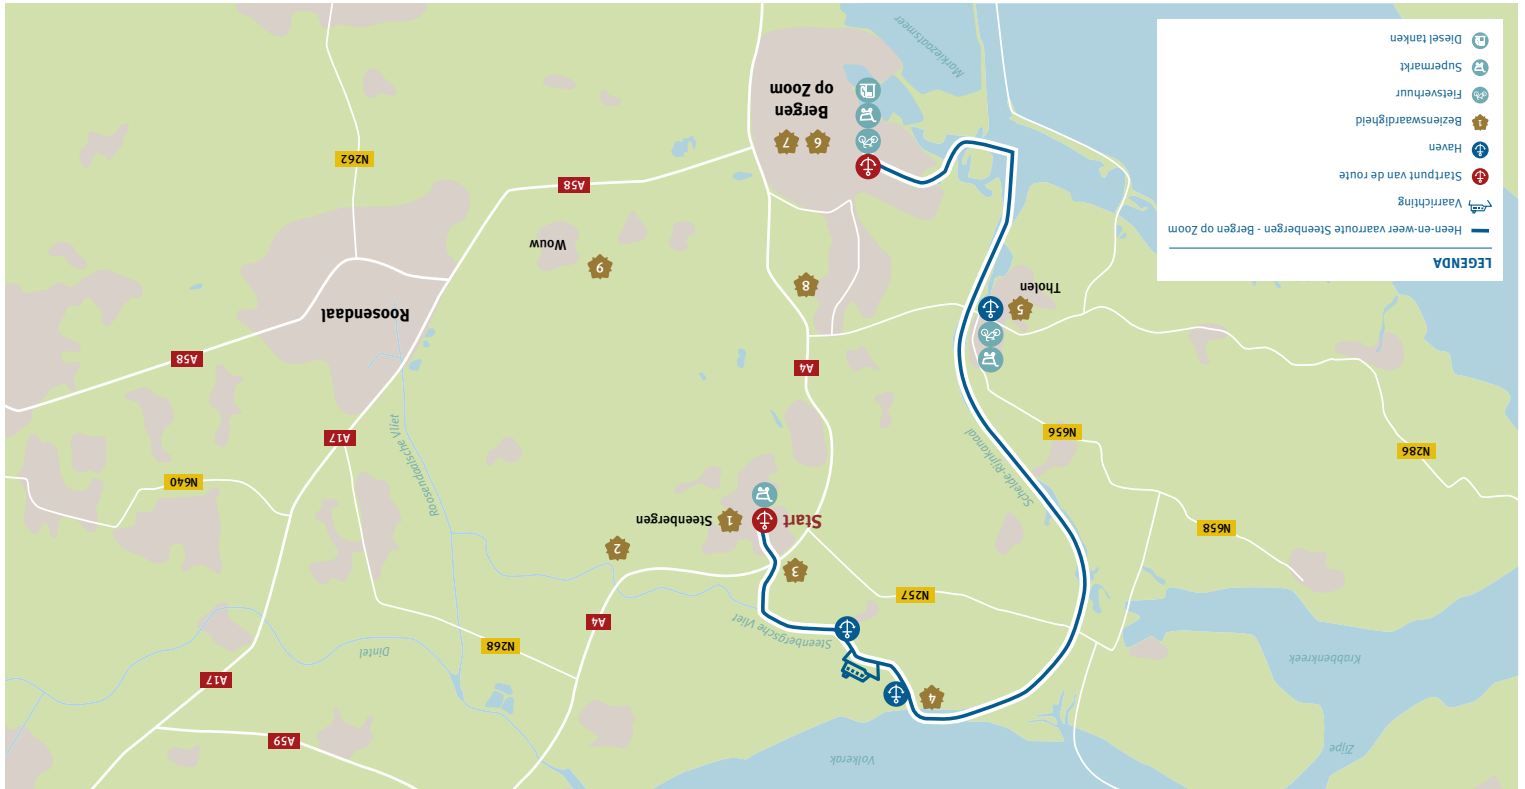 LEGENDA
Heen-en-weer vaarroute Steenbergen - Bergen op Zoom
Vaarrichting
Startpunt van de route
Haven
1 Bezienswaardigheid
Fietsverhuur
Supermarkt
Diesel tanken
Zijpe
Volkerak
A59
A17
4
Krabbenkreek
Dintel
N268
Steenbergsche Vliet
A4
N257
3
2
N658
Start
1
Steenbergen
Schelde-Rijnkanaal
Roosendaalsche Vliet
N640
N286
N656
A17
A4
A58
5
Tholen
8
Roosendaal
9
Wouw
A58
N262
6
7
Bergen
op Zoom
Markiezaatsmeer